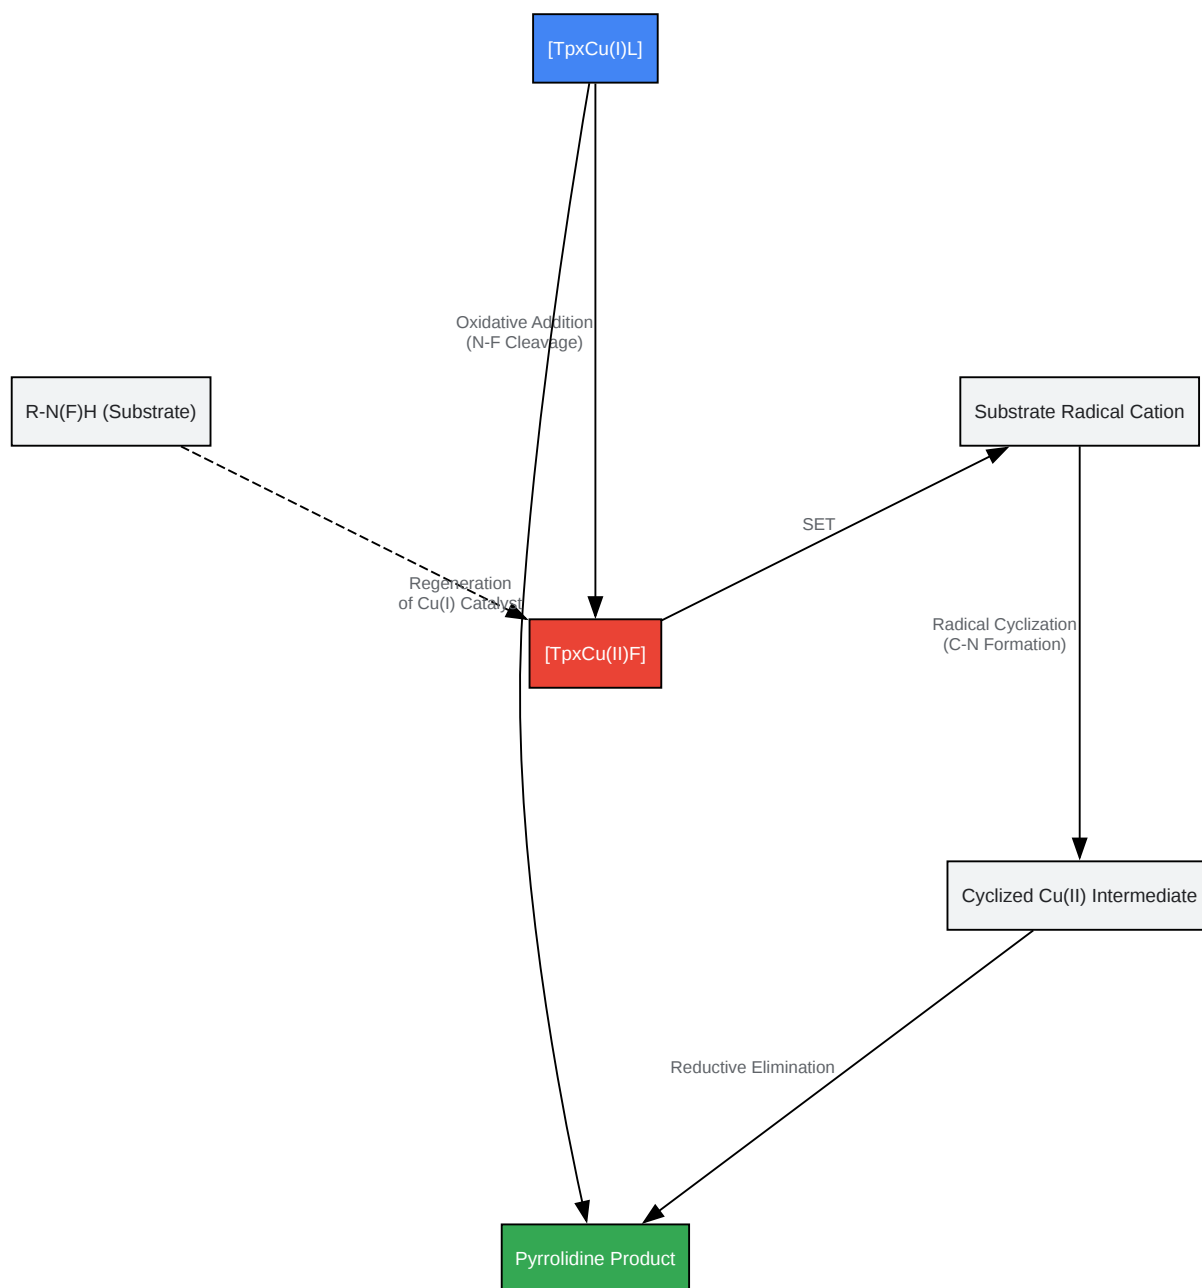 [TpxCu(I)L]
Oxidative Addition
(N-F Cleavage)
R-N(F)H (Substrate)
Substrate Radical Cation
SET
Regeneration
of Cu(I) Catalyst
[TpxCu(II)F]
Radical Cyclization
(C-N Formation)
Cyclized Cu(II) Intermediate
Reductive Elimination
Pyrrolidine Product